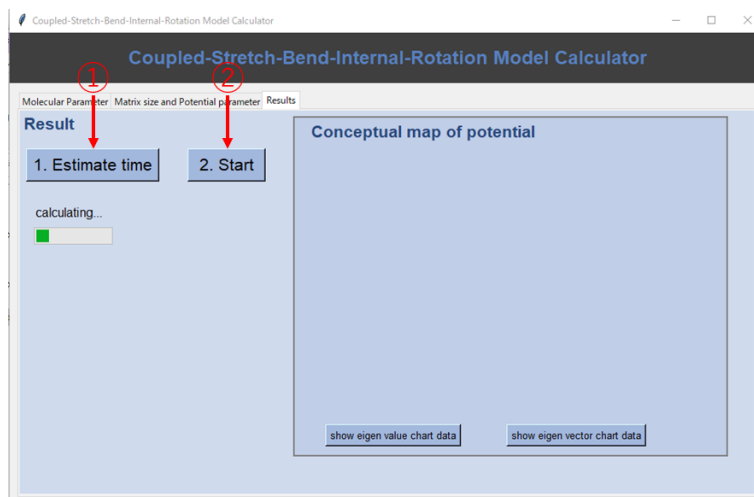 Coupled-Stretch-Bend-Internal-Rotation Model Calculator
Coupled-Stretch-Bend-Internal-Rotation Model Calculator
① ②
Molecular Parameter Matrix size and Potential parameter Results
Result
Conceptual map of potential
1. Estimate time 2. Start
calculating...
show eigen value chart data show eigen vector chart data